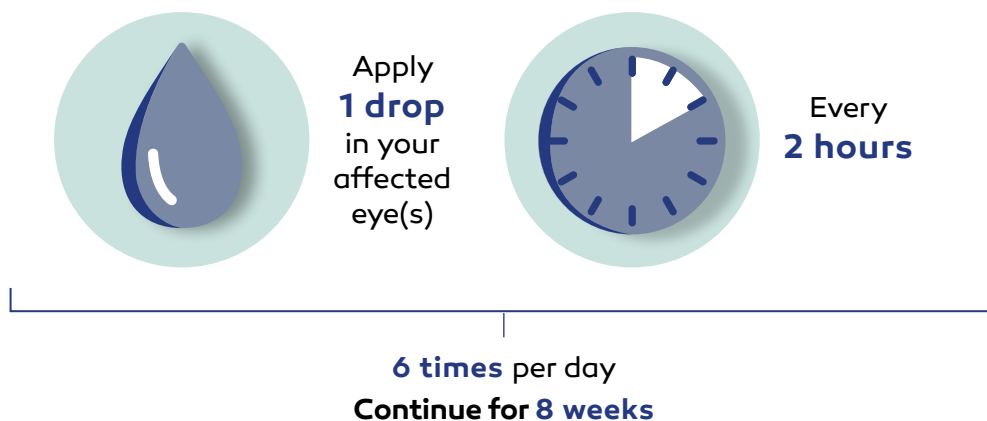 Apply
1 drop
in your
affected
eye(s)
Every
2 hours
6 times per day
Continue for 8 weeks